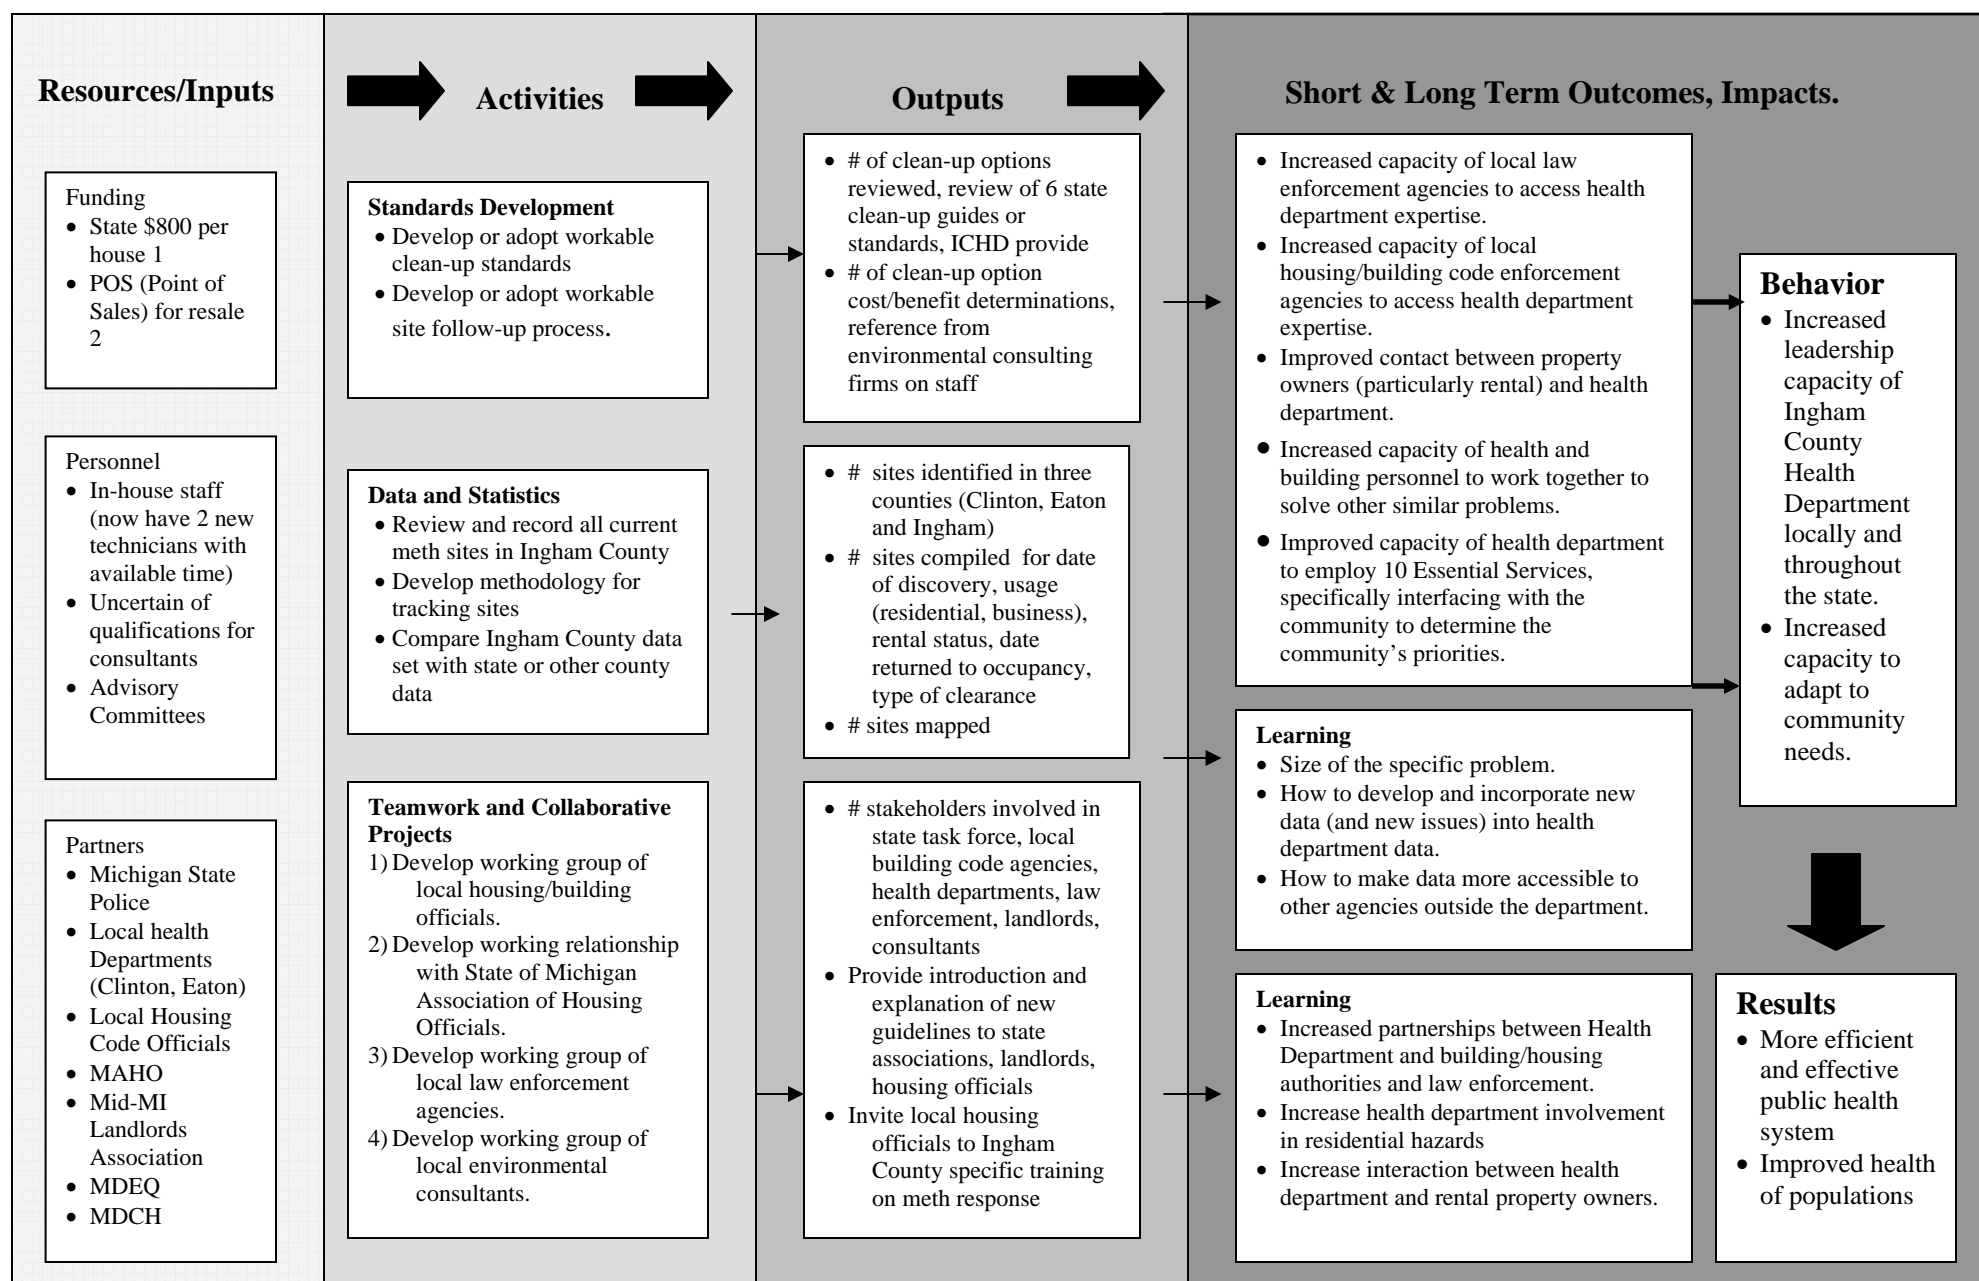 Resources/Inputs
Activities
Outputs
Short & Long Term Outcomes, Impacts.
Funding
• State $800 per
house 1
• POS (Point of
Sales) for resale
2
Personnel
• In-house staff
(now have 2 new
technicians with
available time)
• Uncertain of
qualifications for
consultants
• Advisory
Committees
Partners
• Michigan State
Police
• Local health
Departments
(Clinton, Eaton)
• Local Housing
Code Officials
• MAHO
• Mid-MI
Landlords
Association
• MDEQ
• MDCH
Standards Development
• Develop or adopt workable
clean-up standards
• Develop or adopt workable
site follow-up process.
Data and Statistics
• Review and record all current
meth sites in Ingham County
• Develop methodology for
tracking sites
• Compare Ingham County data
set with state or other county
data
Teamwork and Collaborative
Projects
1) Develop working group of
local housing/building
officials.
2) Develop working relationship
with State of Michigan
Association of Housing
Officials.
3) Develop working group of
local law enforcement
agencies.
4) Develop working group of
local environmental
consultants.
• # of clean-up options
reviewed, review of 6 state
clean-up guides or
standards, ICHD provide
• # of clean-up option
cost/benefit determinations,
reference from
environmental consulting
firms on staff
• # sites identified in three
counties (Clinton, Eaton
and Ingham)
• # sites compiled for date
of discovery, usage
(residential, business),
rental status, date
returned to occupancy,
type of clearance
• # sites mapped
• # stakeholders involved in
state task force, local
building code agencies,
health departments, law
enforcement, landlords,
consultants
• Provide introduction and
explanation of new
guidelines to state
associations, landlords,
housing officials
• Invite local housing
officials to Ingham
County specific training
on meth response
• Increased capacity of local law
enforcement agencies to access health
department expertise.
• Increased capacity of local
housing/building code enforcement
agencies to access health department
expertise.
• Improved contact between property
owners (particularly rental) and health
department.
• Increased capacity of health and
building personnel to work together to
solve other similar problems.
• Improved capacity of health department
to employ 10 Essential Services,
specifically interfacing with the
community to determine the
community’s priorities.
Learning
• Size of the specific problem.
• How to develop and incorporate new
data (and new issues) into health
department data.
• How to make data more accessible to
other agencies outside the department.
Learning
• Increased partnerships between Health
Department and building/housing
authorities and law enforcement.
• Increase health department involvement
in residential hazards
• Increase interaction between health
department and rental property owners.
Behavior
• Increased
leadership
capacity of
Ingham
County
Health
Department
locally and
throughout
the state.
• Increased
capacity to
adapt to
community
needs.
Results
• More efficient
and effective
public health
system
• Improved health
of populations